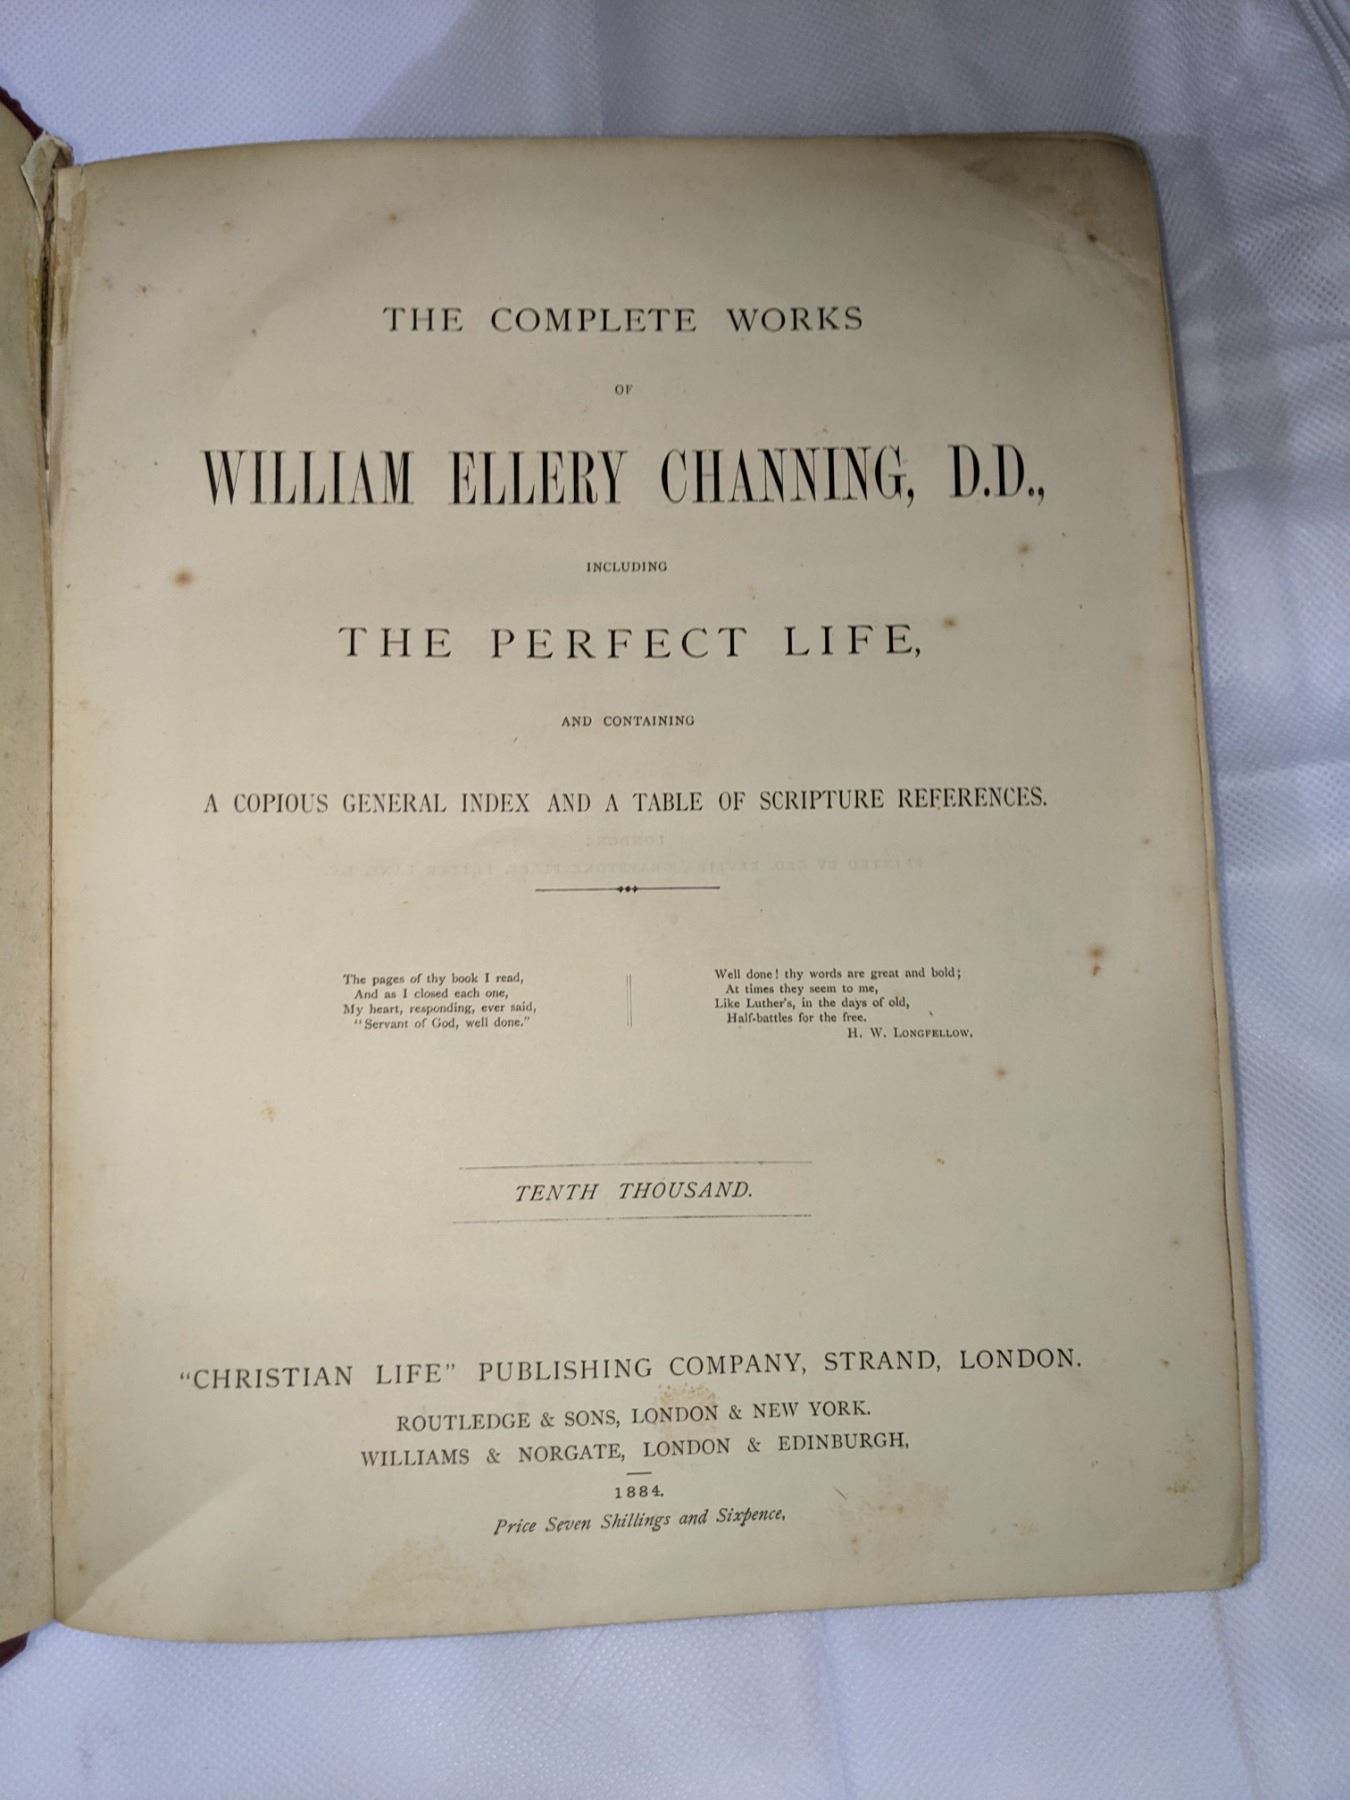 THE COMPLETE WORKS
OF
WILLIAM ELLERY CHANNING, D.D.,
INCLUDING
THE PERFECT LIFE,
AND CONTAINING
A COPIOUS GENERAL INDEX AND A TABLE OF SCRIPTURE REFERENCES.
The pages of thy book I read,
And as I closed each one,
My heart, responding, ever said,
"Servant of God, well done."
Well done! thy words are great and bold;
At times they seem to me,
Like Luther's, in the days of old,
Half-battles for the free.
H. W. LONGFELLOW.
TENTH THOUSAND.
"CHRISTIAN LIFE" PUBLISHING COMPANY, STRAND, LONDON.
ROUTLEDGE & SONS, LONDON & NEW YORK.
WILLIAMS & NORGATE, LONDON & EDINBURGH,
1884.
Price Seven Shillings and Sixpence,